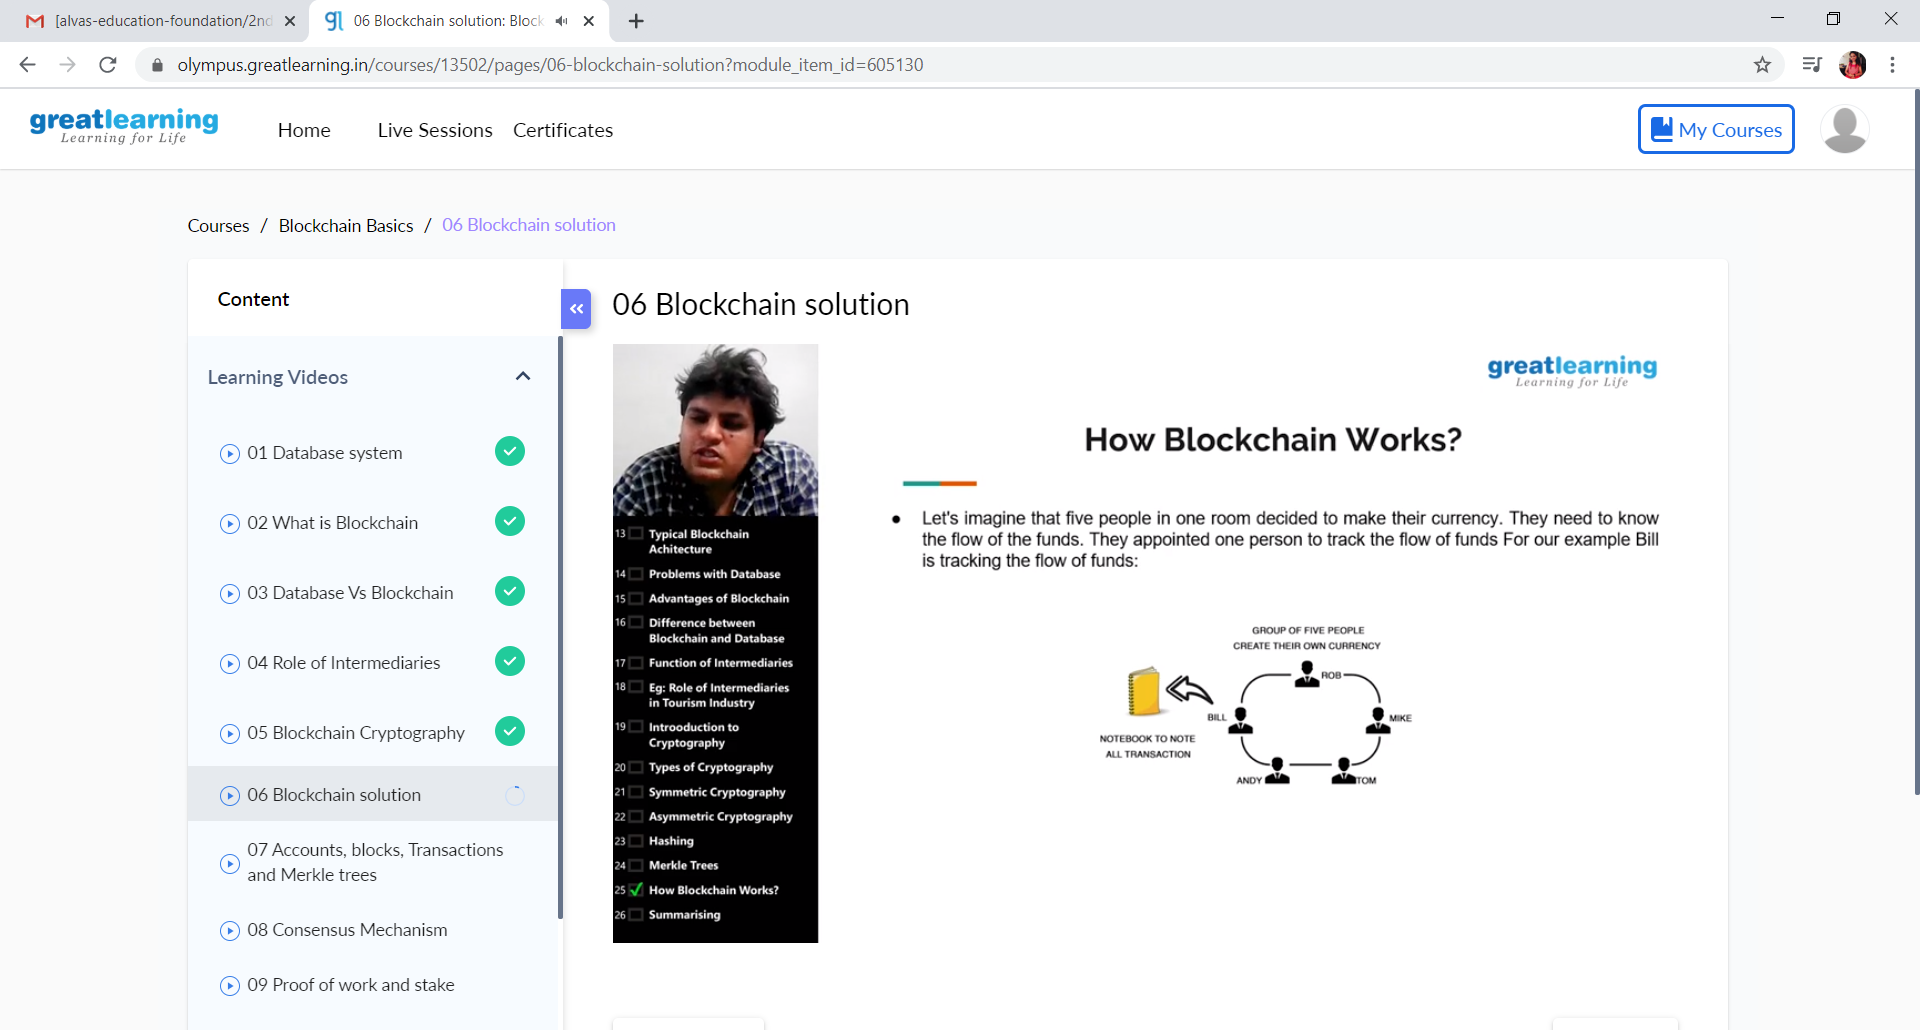 [alvas-education-foundation/2nd
06 Blockchain solution: Block
olympus.greatlearning.in/courses/13502/pages/06-blockchain-solution?module_item_id=605130
greatlearning
Learning for Life
Home
Live Sessions
Certificates
My Courses
Courses / Blockchain Basics / 06 Blockchain solution
Content
Learning Videos
01 Database system
02 What is Blockchain
03 Database Vs Blockchain
04 Role of Intermediaries
05 Blockchain Cryptography
06 Blockchain solution
07 Accounts, blocks, Transactions
and Merkle trees
08 Consensus Mechanism
09 Proof of work and stake
06 Blockchain solution
13 Typical Blockchain
Achitecture
14 Problems with Database
15 Advantages of Blockchain
16 Difference between
Blockchain and Database
17 Function of Intermediaries
18 Eg: Role of Intermediaries
in Tourism Industry
19 Introoduction to
Cryptography
20 Types of Cryptography
21 Symmetric Cryptography
22 Asymmetric Cryptography
23 Hashing
24 Merkle Trees
25 How Blockchain Works?
26 Summarising
greatlearning
Learning for Life
How Blockchain Works?
Let's imagine that five people in one room decided to make their currency. They need to know
the flow of the funds. They appointed one person to track the flow of funds For our example Bill
is tracking the flow of funds:
GROUP OF FIVE PEOPLE
CREATE THEIR OWN CURRENCY
ROB
BILL
MIKE
NOTEBOOK TO NOTE
ALL TRANSACTION
ANDY
TOM